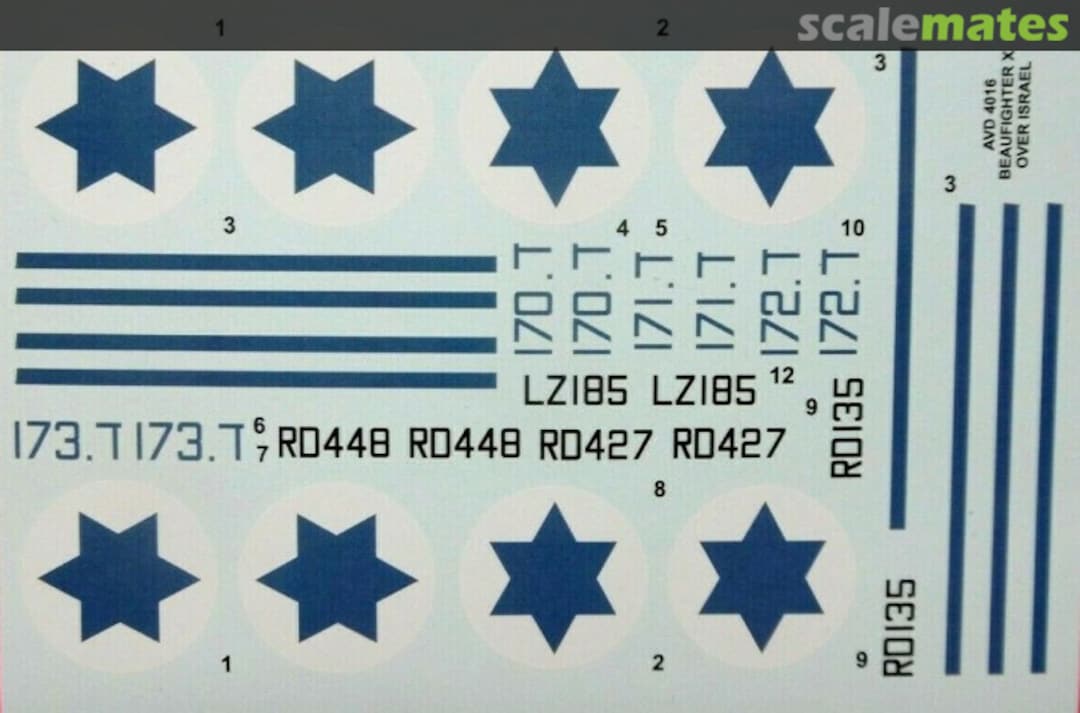 scalemates
1
2
3
AVD 4016
BEAUFIGHTER X
OVER ISRAEL
3
3
4
5
10
170.T
170.T
171.T
171.T
172.T
172.T
LZ185 LZ185
12
9
RD135
173.T 173.T
6
7
RD448 RD448 RD427 RD427
8
RD135
1
2
9